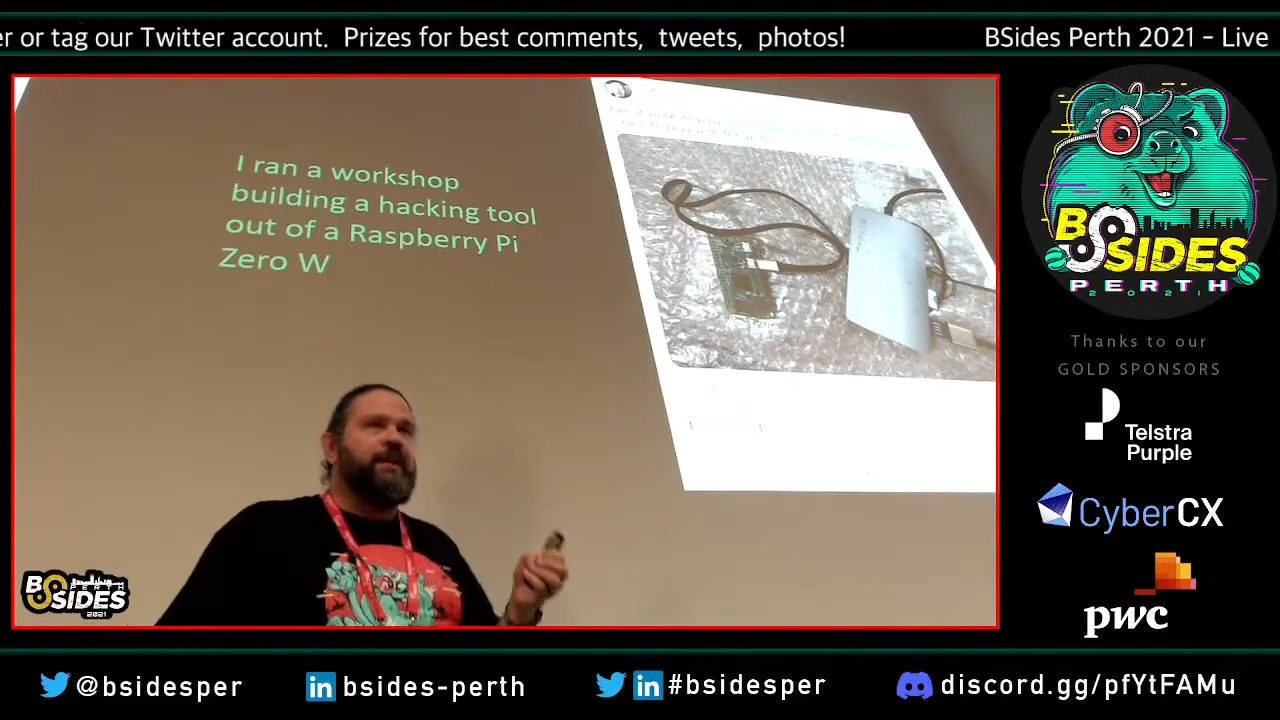 er or tag our Twitter account. Prizes for best comments, tweets, photos!
BSides Perth 2021 - Live
I ran a workshop
building a hacking tool
out of a Raspberry Pi
Zero W
BSIDES
PERTH
2021
Thanks to our
GOLD SPONSORS
Telstra
Purple
CyberCX
pwc
BSIDES
PERTH
2021
@bsidesper
bsides-perth
#bsidesper
discord.gg/pfYtFAMu